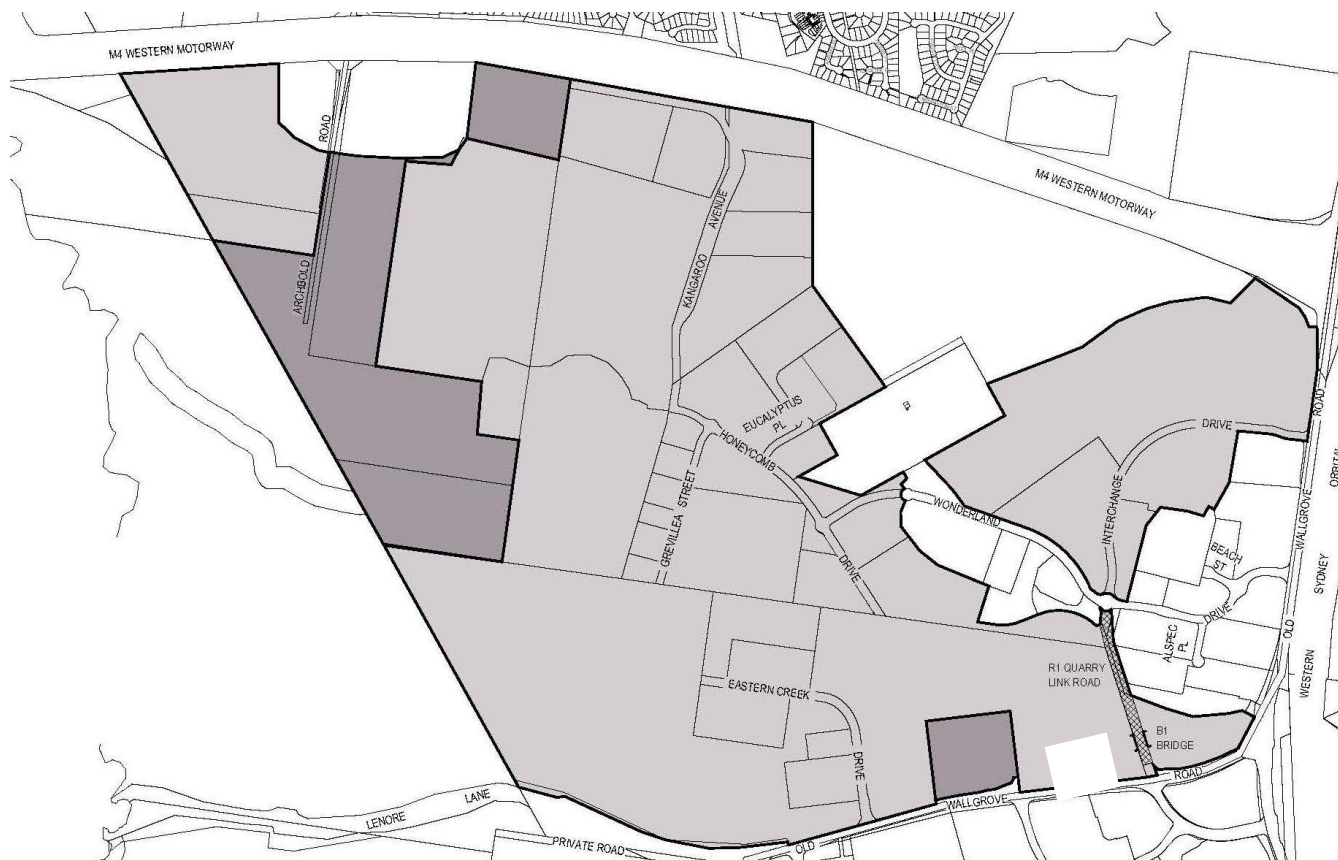 M4 WESTERN MOTORWAY
ROAD
M4 WESTERN MOTORWAY
AVENUE
KANGAROO
ARCHBOLD
EUCALYPTUS
PL
HONEYCOMB
DRIVE
ROAD
ORBITAL
WALLGROVE
GREVILLEA STREET
WONDERLAND
INTERCHANGE
DRIVE
BEACH
ST
DRIVE
ALSPEC
PL
OLD
SYDNEY
WESTERN
R1 QUARRY
LINK ROAD
EASTERN CREEK
DRIVE
B1
BRIDGE
ROAD
WALLGROVE
OLD
LENORE
LANE
PRIVATE ROAD